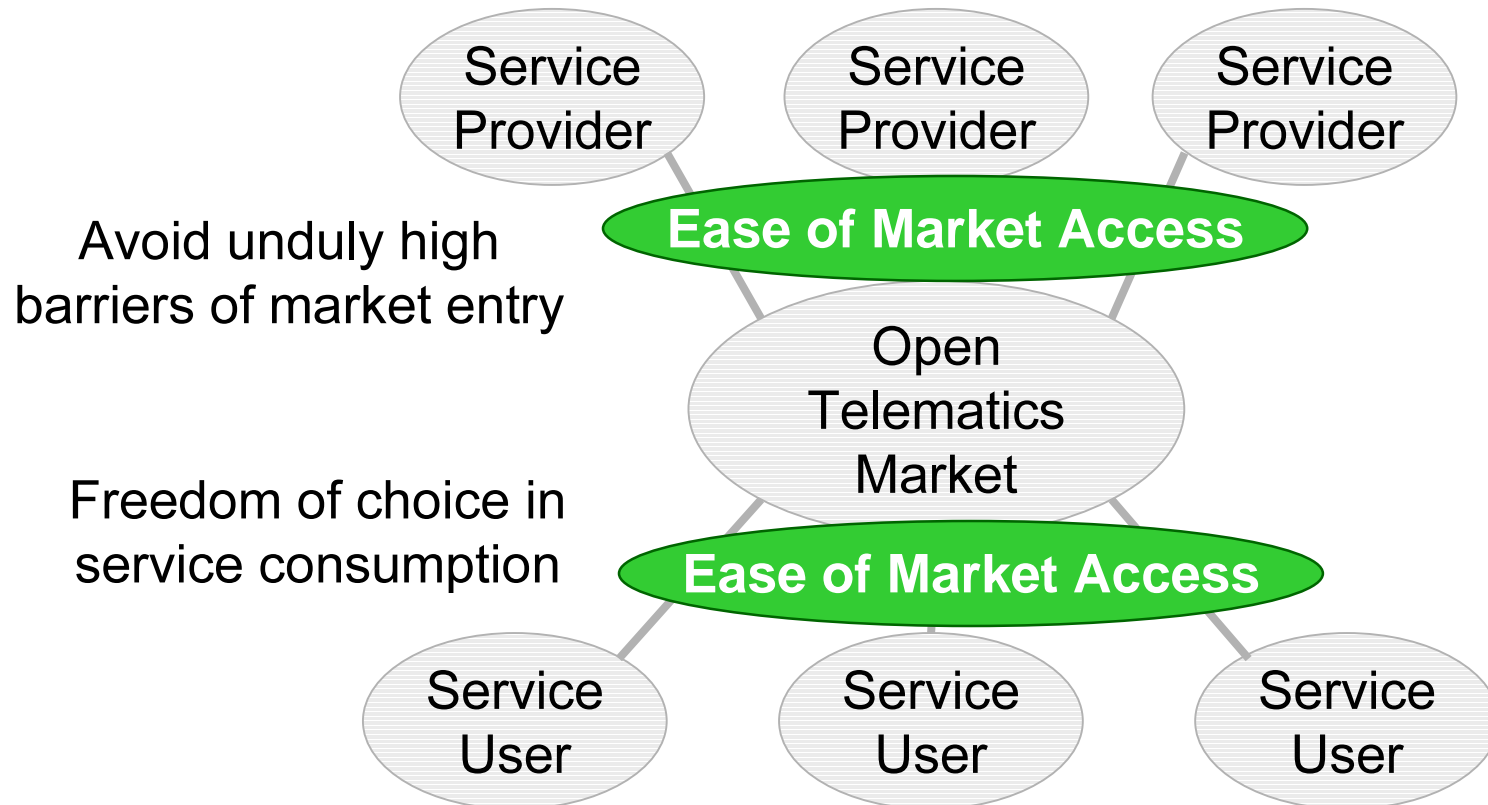 Service
Provider
Service
Provider
Service
Provider
Ease of Market Access
Avoid unduly high
barriers of market entry
Open
Telematics
Market
Freedom of choice in
service consumption
Ease of Market Access
Service
User
Service
User
Service
User